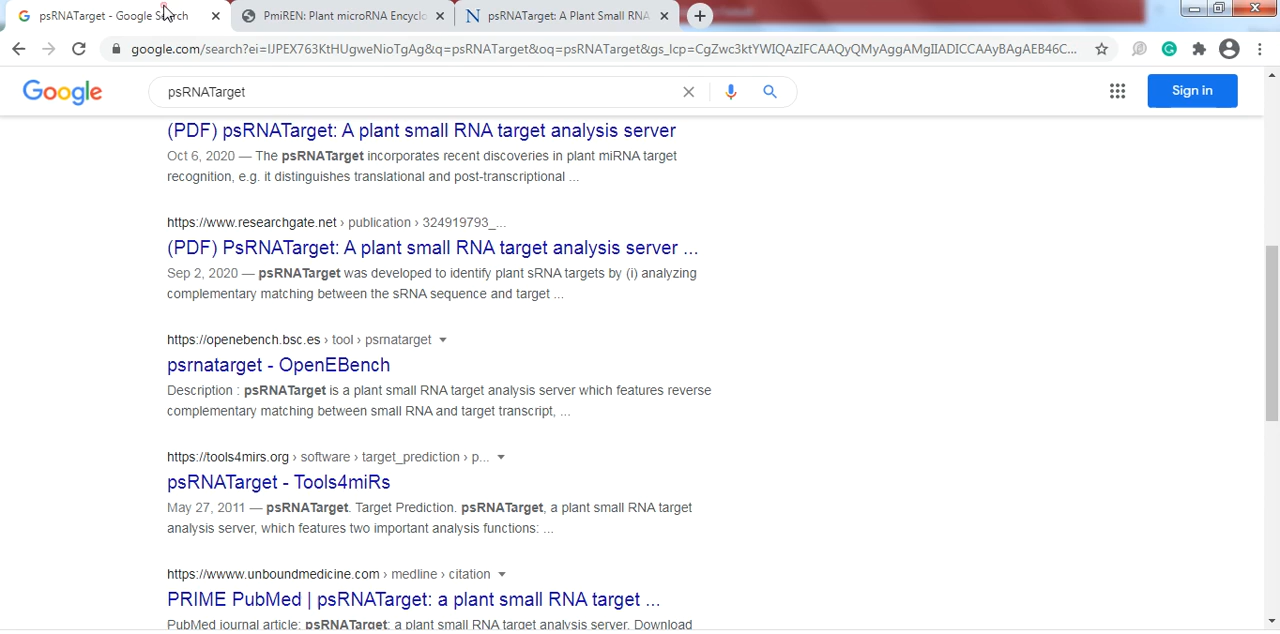 psRNATarget - Google Search
PmiREN: Plant microRNA Encyclo
psRNATarget: A Plant Small RNA
google.com/search?ei=IJPEX763KtHUgweNioTgAg&q=psRNATarget&oq=psRNATarget&gs_lcp=CgZwc3ktYWIQAzIFCAAQyQMyAggAMgIIADICCAAyBAgAEB46C...
Google
psRNATarget
Sign in
(PDF) psRNATarget: A plant small RNA target analysis server
Oct 6, 2020 — The psRNATarget incorporates recent discoveries in plant miRNA target
recognition, e.g. it distinguishes translational and post-transcriptional ...
https://www.researchgate.net › publication › 324919793_...
(PDF) PsRNATarget: A plant small RNA target analysis server ...
Sep 2, 2020 — psRNATarget was developed to identify plant sRNA targets by (i) analyzing
complementary matching between the sRNA sequence and target ...
https://openebench.bsc.es › tool › psrnatarget
psrnatarget - OpenEBench
Description : psRNATarget is a plant small RNA target analysis server which features reverse
complementary matching between small RNA and target transcript, ...
https://tools4mirs.org › software › target_prediction › p...
psRNATarget - Tools4miRs
May 27, 2011 — psRNATarget. Target Prediction. psRNATarget, a plant small RNA target
analysis server, which features two important analysis functions: ...
https://wwww.unboundmedicine.com › medline › citation
PRIME PubMed | psRNATarget: a plant small RNA target ...
PubMed journal article: psRNATarget: a plant small RNA target analysis server. Download